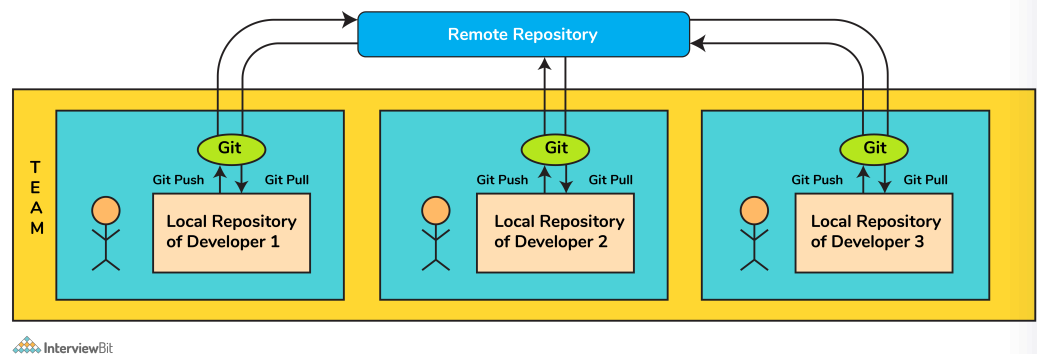 Remote Repository
T
E
A
M
Git
Git Push
Git Pull
Local Repository
of Developer 1
Git
Git Push
Git Pull
Local Repository
of Developer 2
Git
Git Push
Git Pull
Local Repository
of Developer 3
InterviewBit